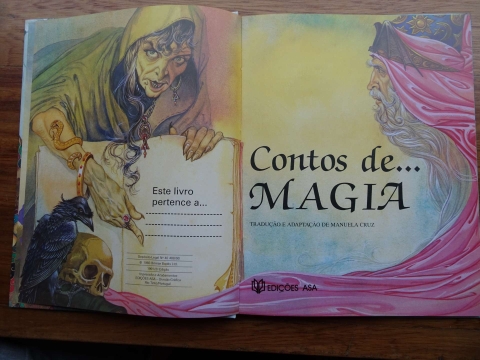 Este livro
pertence a...
Contos de...
MAGIA
TRADUÇÃO E ADAPTAÇÃO DE MANUELA CRUZ
EDIÇÕES ASA